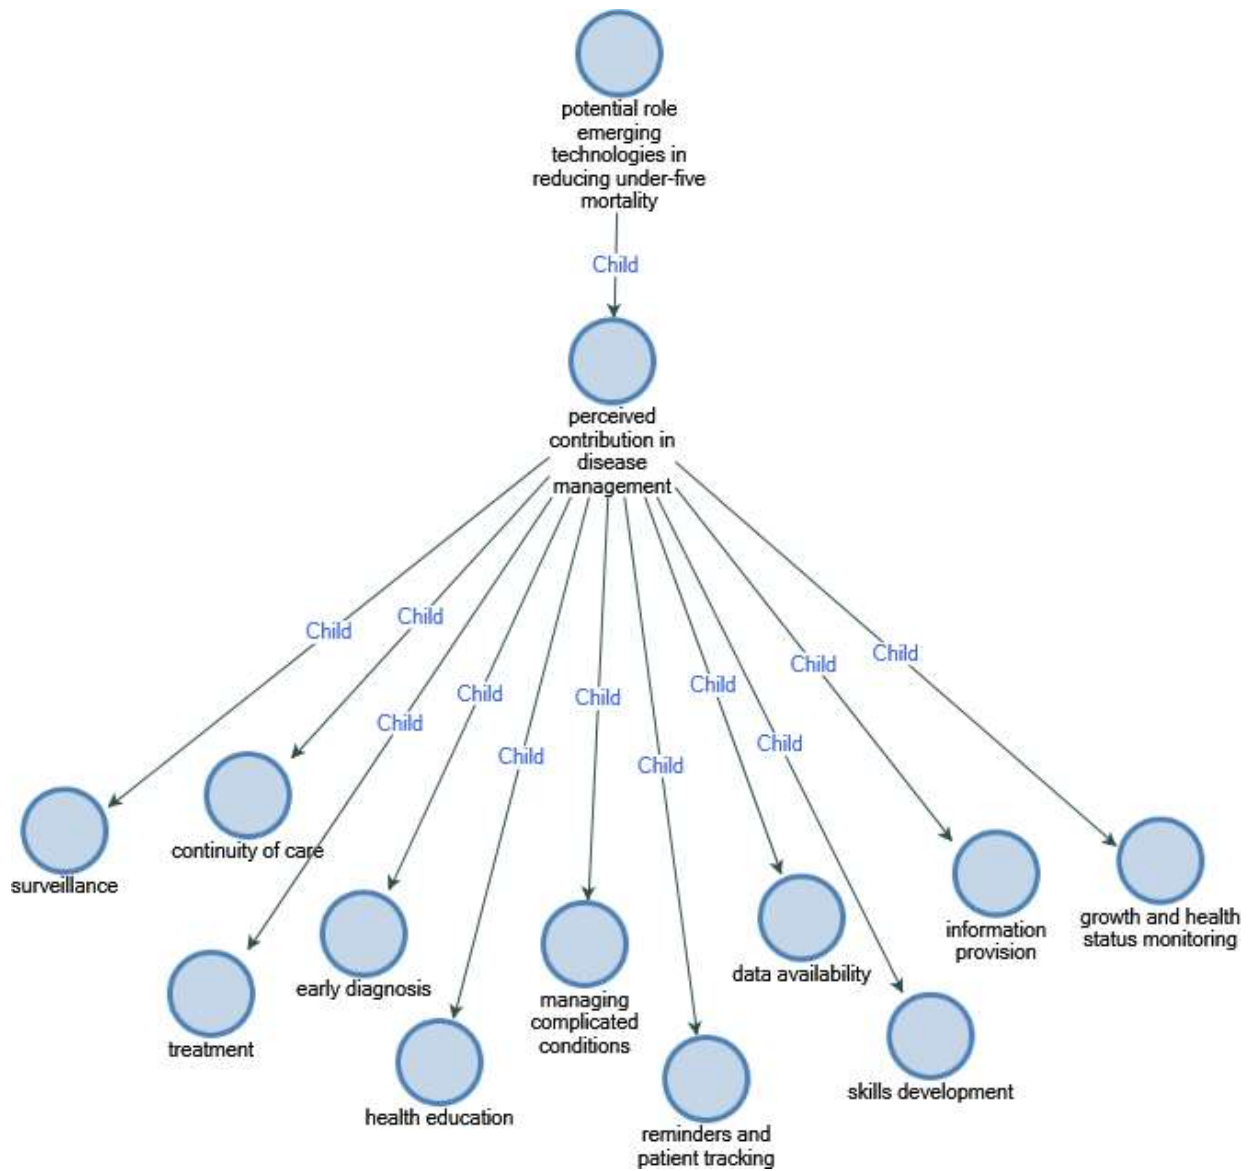 potential role
emerging
technologies in
reducing under-five
mortality
Child
perceived
contribution in
disease
management
Child
Child
Child
Child
Child
Child
Child
Child
Child
Child
Child
surveillance
continuity of care
treatment
early diagnosis
health education
managing
complicated
conditions
reminders and
patient tracking
data availability
skills development
information
provision
growth and health
status monitoring